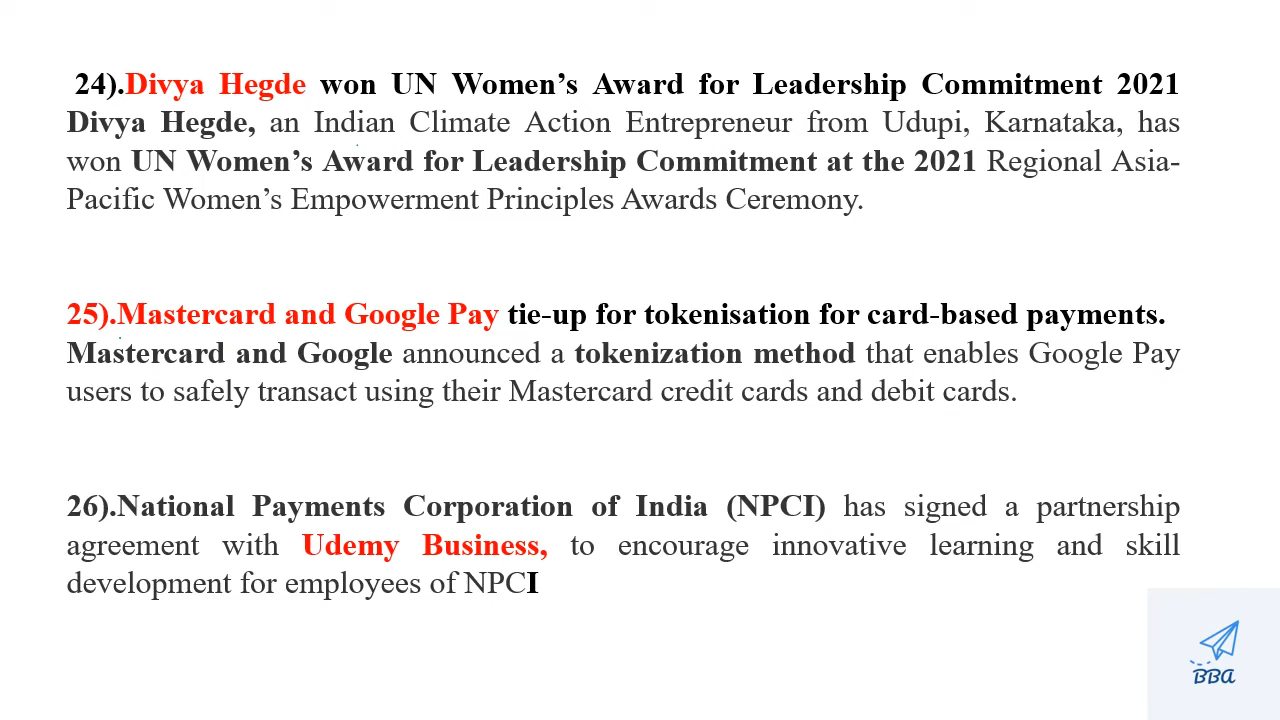 24).Divya Hegde won UN Women’s Award for Leadership Commitment 2021
Divya Hegde, an Indian Climate Action Entrepreneur from Udupi, Karnataka, has
won UN Women’s Award for Leadership Commitment at the 2021 Regional Asia-
Pacific Women’s Empowerment Principles Awards Ceremony.
25).Mastercard and Google Pay tie-up for tokenisation for card-based payments.
Mastercard and Google announced a tokenization method that enables Google Pay
users to safely transact using their Mastercard credit cards and debit cards.
26).National Payments Corporation of India (NPCI) has signed a partnership
agreement with Udemy Business, to encourage innovative learning and skill
development for employees of NPCI
BBA